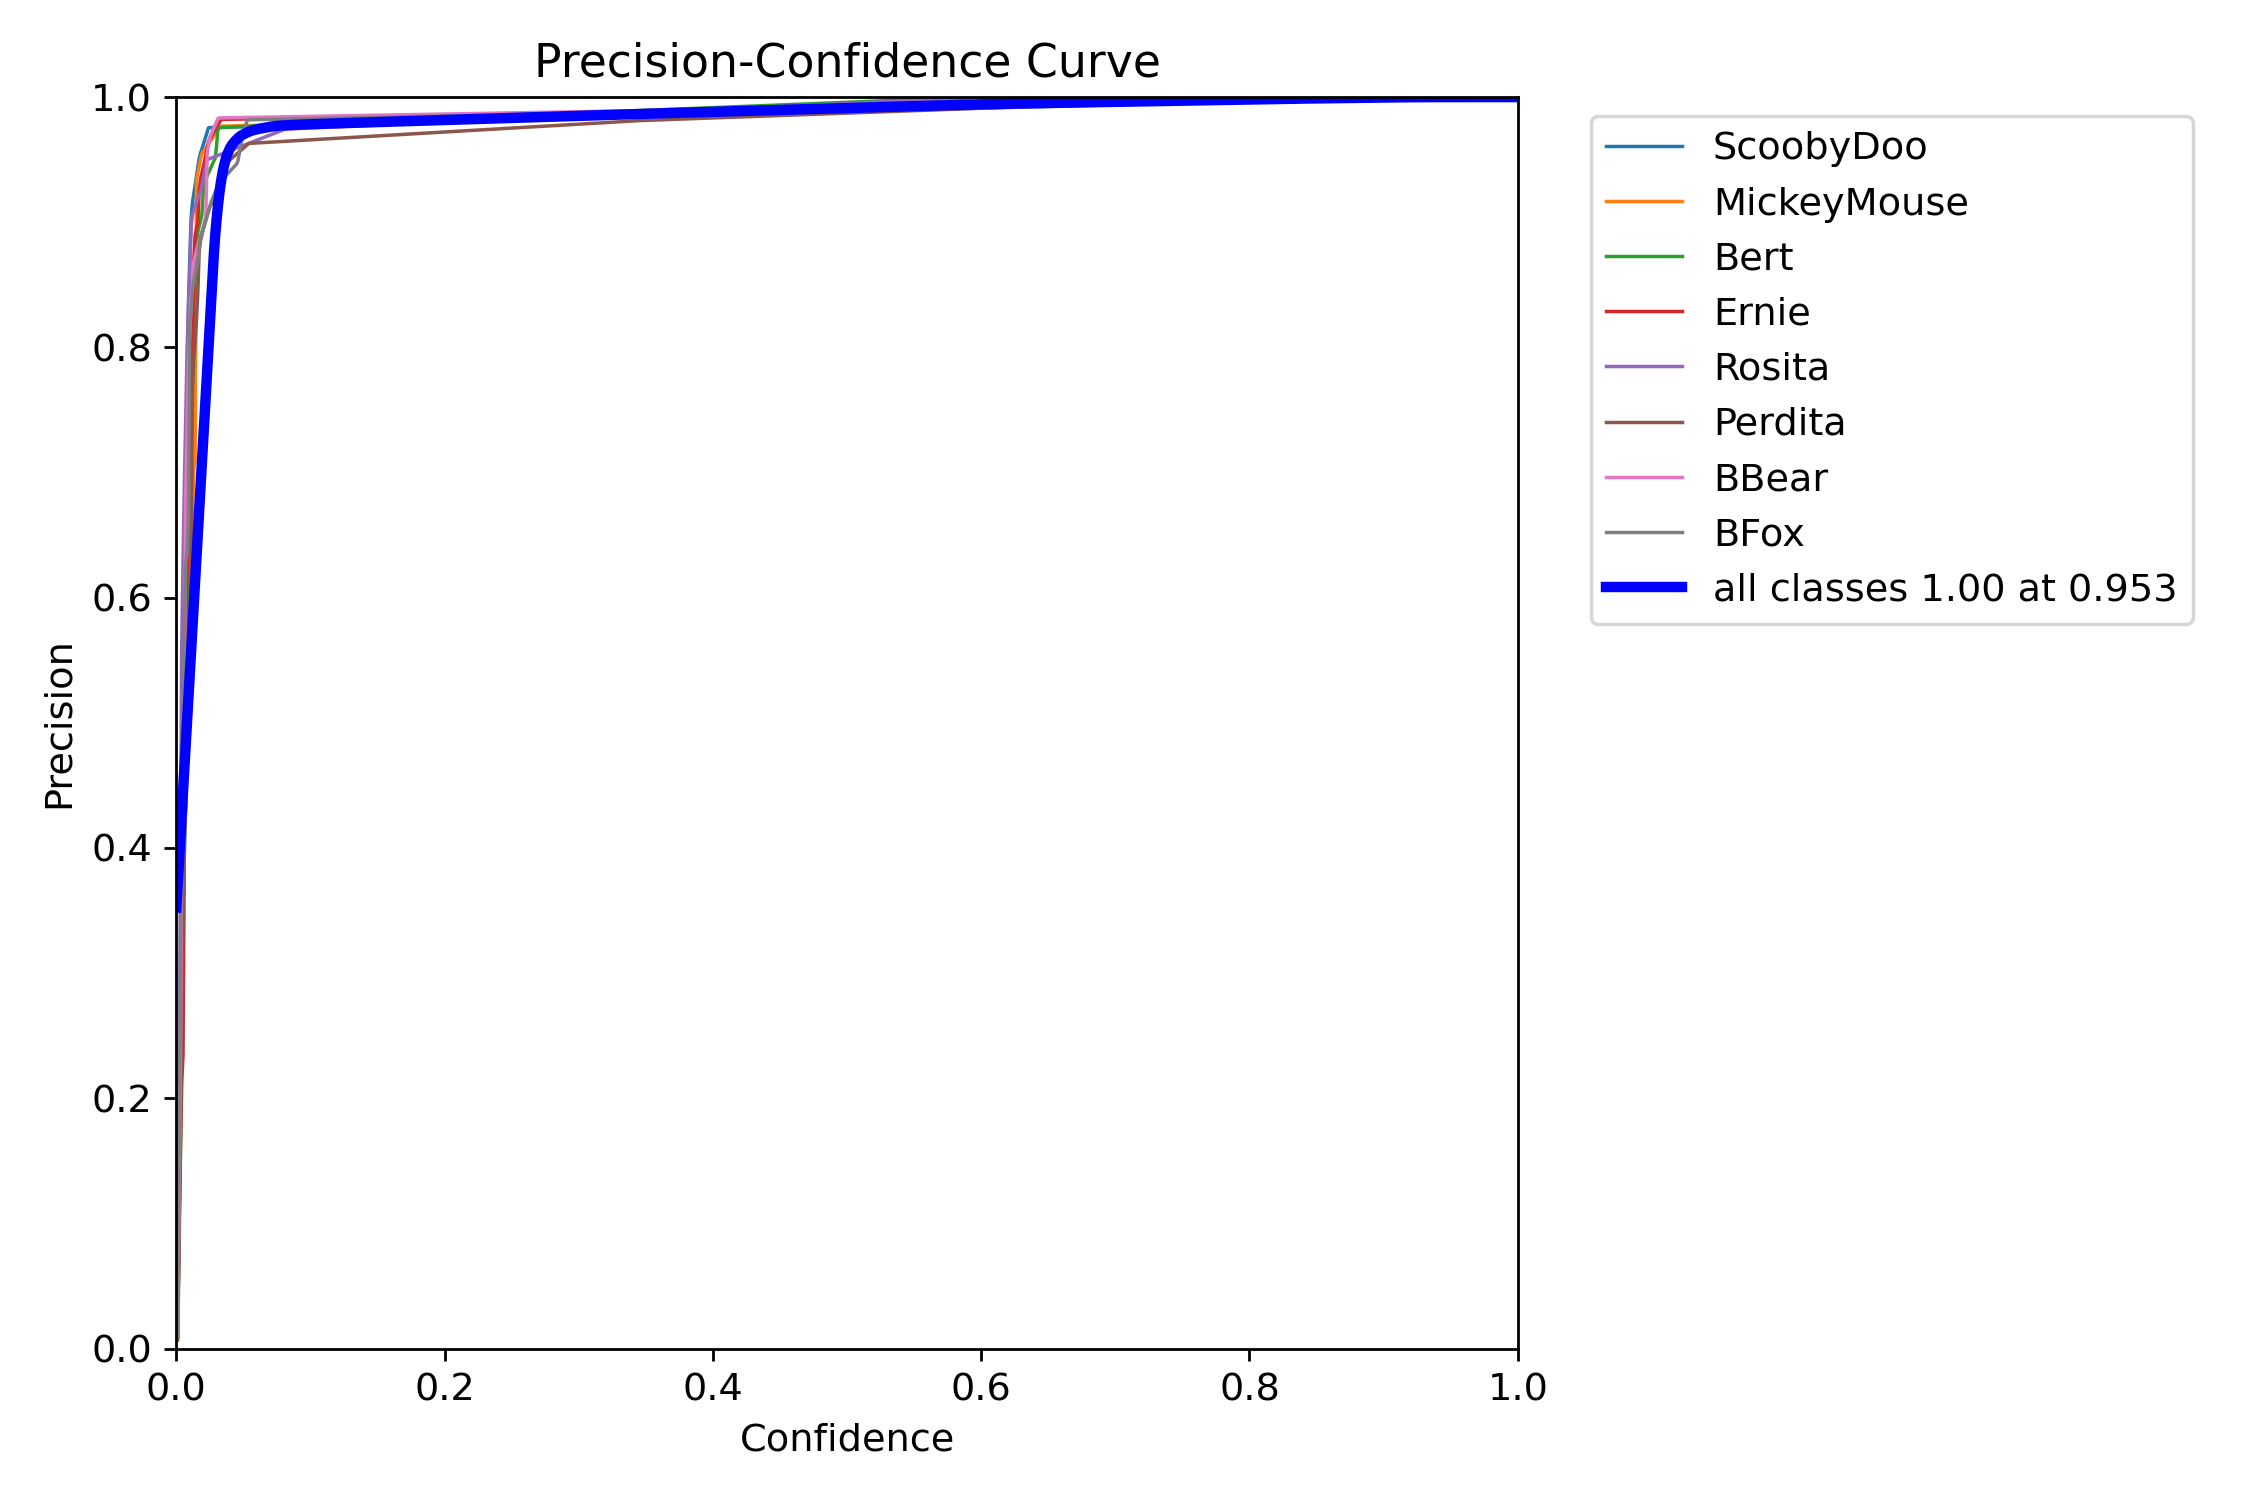 Precision-Confidence Curve
1.0
0.8
0.6
0.4
0.2
0.0
Precision
0.0 0.2 0.4 0.6 0.8 1.0
Confidence
ScoobyDoo
MickeyMouse
Bert
Ernie
Rosita
Perdita
BBear
BFox
all classes 1.00 at 0.953